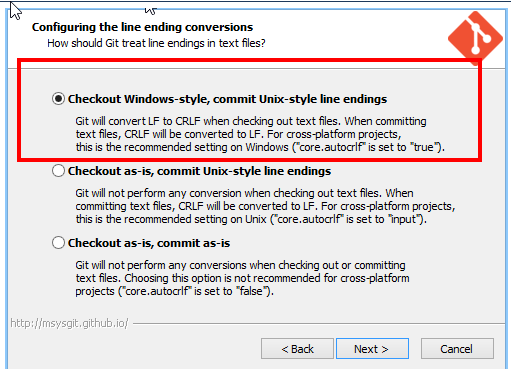 Configuring the line ending conversions
How should Git treat line endings in text files?
Checkout Windows-style, commit Unix-style line endings
Git will convert LF to CRLF when checking out text files. When committing
text files, CRLF will be converted to LF. For cross-platform projects,
this is the recommended setting on Windows ("core.autocrlf" is set to "true").
Checkout as-is, commit Unix-style line endings
Git will not perform any conversion when checking out text files. When
committing text files, CRLF will be converted to LF. For cross-platform projects,
this is the recommended setting on Unix ("core.autocrlf" is set to "input").
Checkout as-is, commit as-is
Git will not perform any conversions when checking out or committing
text files. Choosing this option is not recommended for cross-platform
projects ("core.autocrlf" is set to "false").
http://msysgit.github.io/
< Back
Next >
Cancel